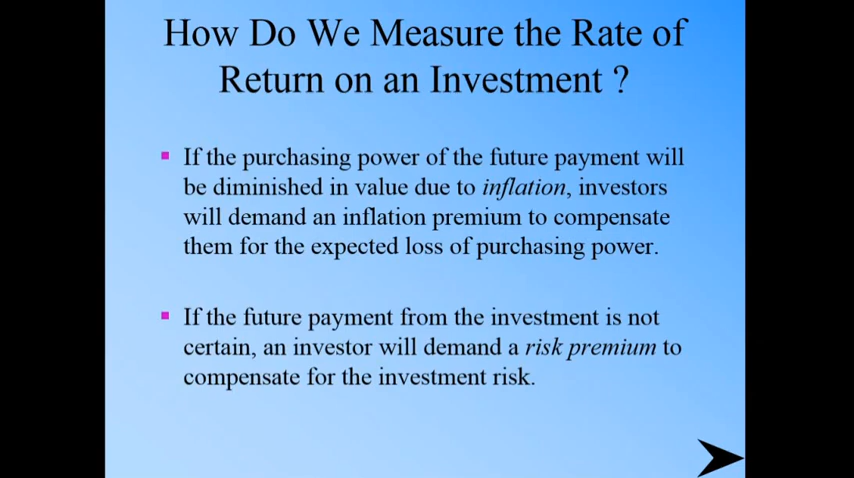 How Do We Measure the Rate of
Return on an Investment ?
If the purchasing power of the future payment will
be diminished in value due to inflation, investors
will demand an inflation premium to compensate
them for the expected loss of purchasing power.
If the future payment from the investment is not
certain, an investor will demand a risk premium to
compensate for the investment risk.